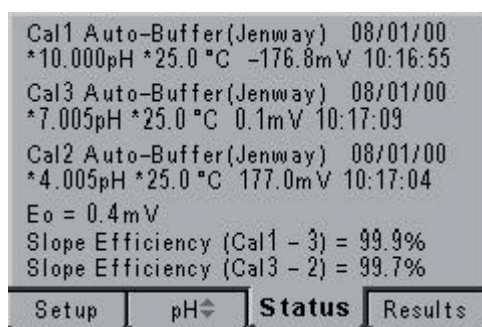 Cal1 Auto-Buffer(Jenway) 08/01/00
*10.000pH *25.0 °C -176.8mV 10:16:55
Cal3 Auto-Buffer(Jenway) 08/01/00
*7.005pH *25.0 °C 0.1mV 10:17:09
Cal2 Auto-Buffer(Jenway) 08/01/00
*4.005pH *25.0 °C 177.0mV 10:17:04
Eo = 0.4mV
Slope Efficiency (Cal1 - 3) = 99.9%
Slope Efficiency (Cal3 - 2) = 99.7%
Setup pH Status Results